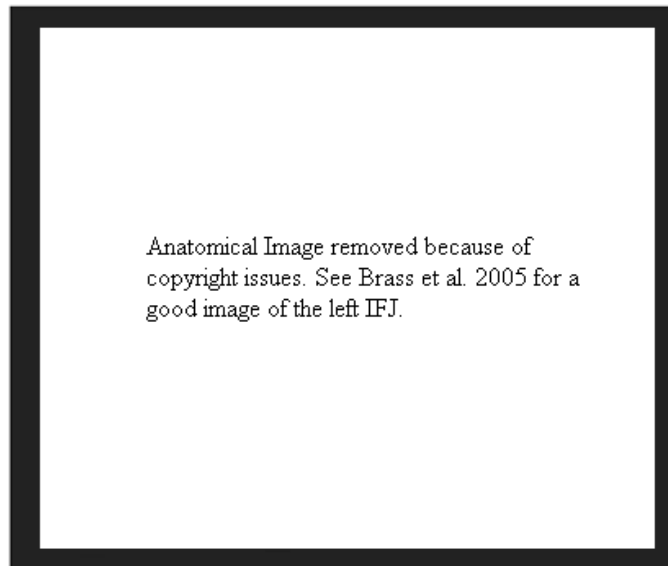 Anatomical Image removed because of
copyright issues. See Brass et al. 2005 for a
good image of the left IFJ.